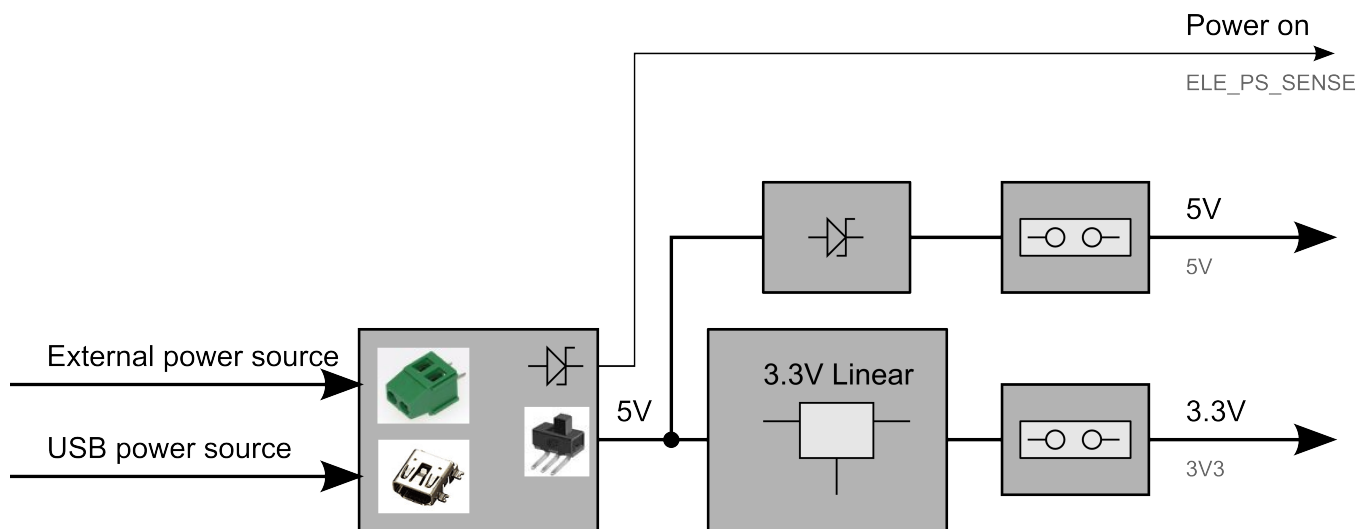 Power on
ELE_PS_SENSE
5V
5V
External power source
3.3V Linear
5V
3.3V
USB power source
3V3